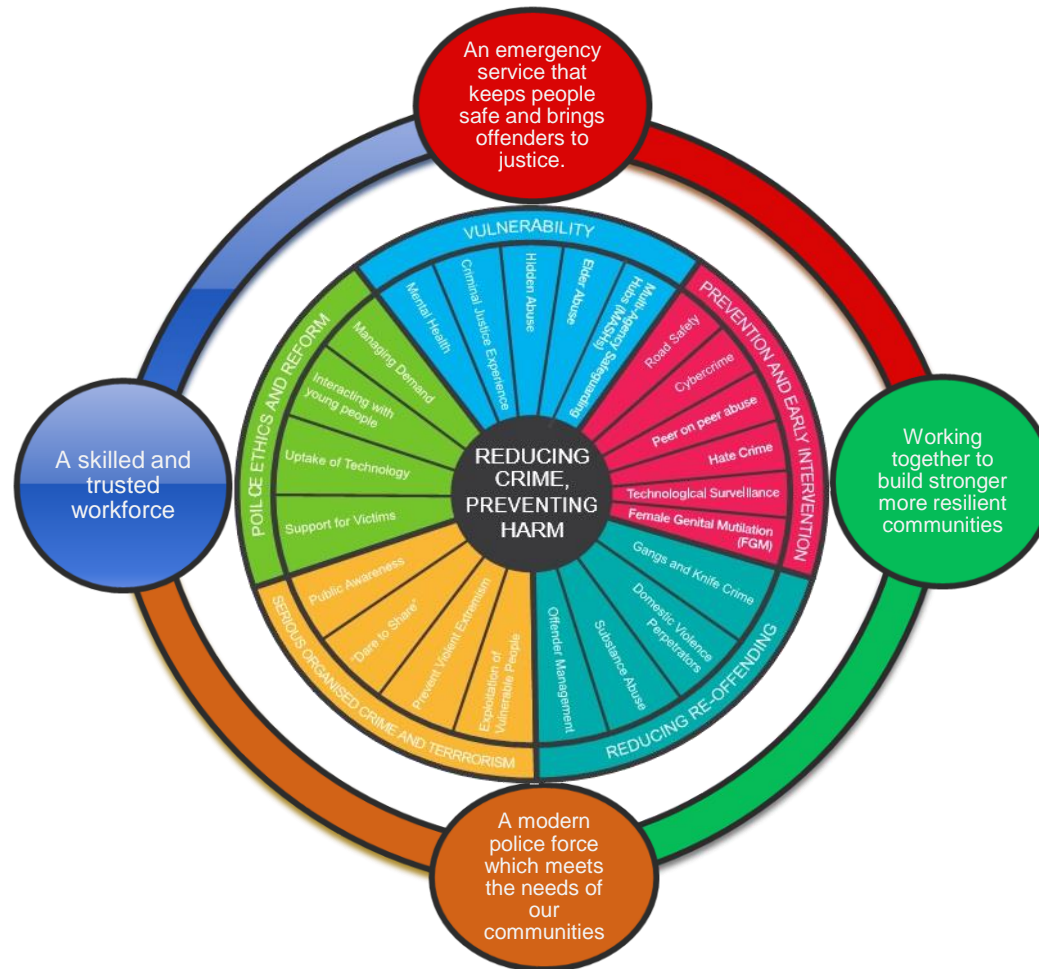 An emergency
service that
keeps people
safe and brings
offenders to
justice.
VULNERABILITY
Mental Health
Criminal Justice Experience
Hidden Abuse
Elder Abuse
Multi-Agency Safeguarding
Hubs (MASHs)
PREVENTION AND EARLY INTERVENTION
Road Safety
Cybercrime
Peer on peer abuse
Hate Crime
Technological Surveillance
Female Genital Mutilation
(FGM)
REDUCING RE-OFFENDING
Gangs and Knife Crime
Domestic Violence
Perpetrators
Substance Abuse
Offender Management
SERIOUS ORGANISED CRIME AND TERRRORISM
Exploitation of
Vulnerable People
Prevent Violent Extremism
"Dare to Share"
Public Awareness
POILCE ETHICS AND REFORM
Support for Victims
Uptake of Technology
Interacting with
young people
Managing Demand
REDUCING
CRIME,
PREVENTING
HARM
A skilled and
trusted
workforce
Working
together to
build stronger
more resilient
communities
A modern
police force
which meets
the needs of
our
communities